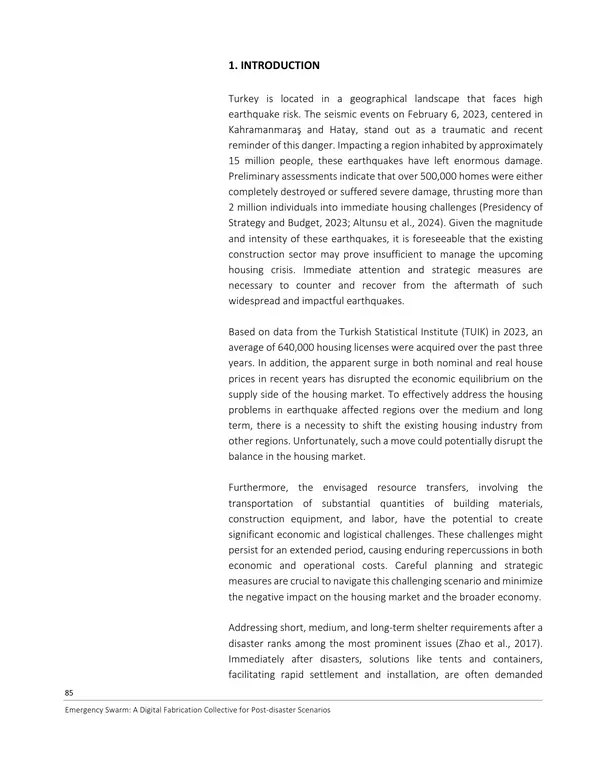 1. INTRODUCTION
Turkey is located in a geographical landscape that faces high
earthquake risk. The seismic events on February 6, 2023, centered in
Kahramanmaraş and Hatay, stand out as a traumatic and recent
reminder of this danger. Impacting a region inhabited by approximately
15 million people, these earthquakes have left enormous damage.
Preliminary assessments indicate that over 500,000 homes were either
completely destroyed or suffered severe damage, thrusting more than
2 million individuals into immediate housing challenges (Presidency of
Strategy and Budget, 2023; Altunsu et al., 2024). Given the magnitude
and intensity of these earthquakes, it is foreseeable that the existing
construction sector may prove insufficient to manage the upcoming
housing crisis. Immediate attention and strategic measures are
necessary to counter and recover from the aftermath of such
widespread and impactful earthquakes.
Based on data from the Turkish Statistical Institute (TUIK) in 2023, an
average of 640,000 housing licenses were acquired over the past three
years. In addition, the apparent surge in both nominal and real house
prices in recent years has disrupted the economic equilibrium on the
supply side of the housing market. To effectively address the housing
problems in earthquake affected regions over the medium and long
term, there is a necessity to shift the existing housing industry from
other regions. Unfortunately, such a move could potentially disrupt the
balance in the housing market.
Furthermore, the envisaged resource transfers, involving the
transportation of substantial quantities of building materials,
construction equipment, and labor, have the potential to create
significant economic and logistical challenges. These challenges might
persist for an extended period, causing enduring repercussions in both
economic and operational costs. Careful planning and strategic
measures are crucial to navigate this challenging scenario and minimize
the negative impact on the housing market and the broader economy.
Addressing short, medium, and long-term shelter requirements after a
disaster ranks among the most prominent issues (Zhao et al., 2017).
Immediately after disasters, solutions like tents and containers,
facilitating rapid settlement and installation, are often demanded
85
Emergency Swarm: A Digital Fabrication Collective for Post-disaster Scenarios